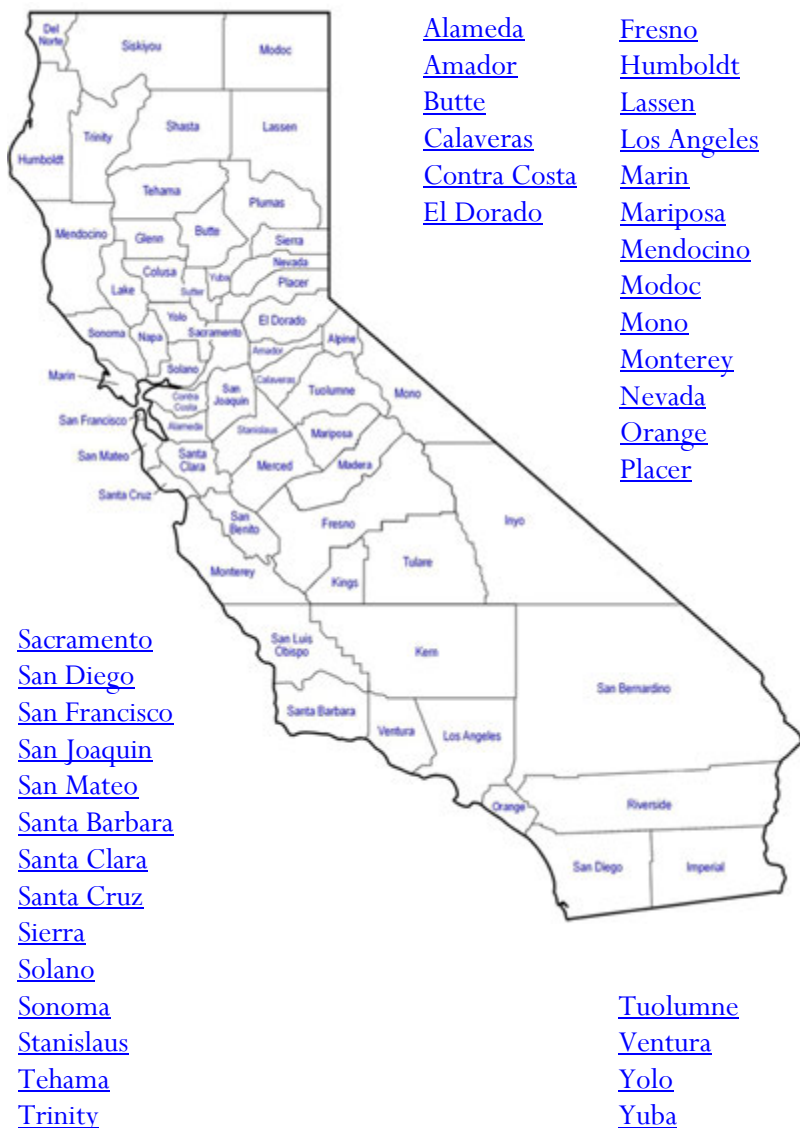 Alameda
Amador
Butte
Calaveras
Contra Costa
El Dorado
Fresno
Humboldt
Lassen
Los Angeles
Marin
Mariposa
Mendocino
Modoc
Mono
Monterey
Nevada
Orange
Placer
Del
Norte
Siskiyou
Modoc
Humboldt
Trinity
Shasta
Lassen
Tehama
Plumas
Mendocino
Glenn
Butte
Sierra
Nevada
Colusa
Yuba
Placer
Lake
Sutter
Yolo
El Dorado
Sonoma
Napa
Sacramento
Alpine
Amador
Solano
Marin
Calaveras
Tuolumne
Mono
Contra
Costa
San
Joaquin
San Francisco
Alameda
Stanislaus
Mariposa
San Mateo
Santa
Clara
Merced
Madera
Santa Cruz
San
Benito
Fresno
Inyo
Monterey
Kings
Tulare
San Luis
Obispo
Kern
San Bernardino
Santa Barbara
Ventura
Los Angeles
Orange
Riverside
San Diego
Imperial
Sacramento
San Diego
San Francisco
San Joaquin
San Mateo
Santa Barbara
Santa Clara
Santa Cruz
Sierra
Solano
Sonoma
Stanislaus
Tehama
Trinity
Tuolumne
Ventura
Yolo
Yuba